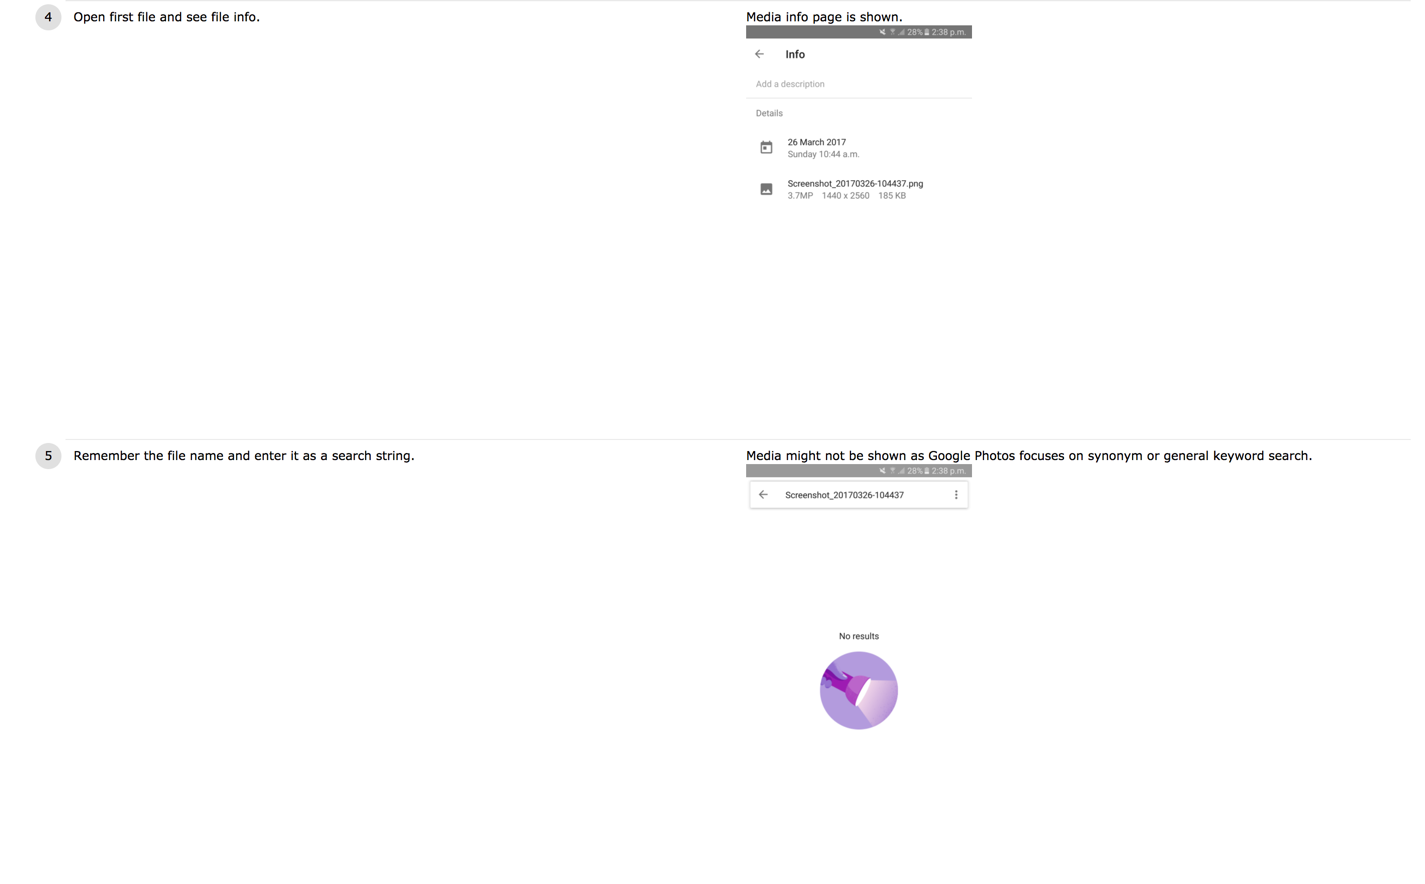 4 Open first file and see file info. Media info page is shown.
28% 2:38 p.m.
Info
Add a description
Details
26 March 2017
Sunday 10:44 a.m.
Screenshot_20170326-104437.png
3.7MP 1440 x 2560 185 KB
5 Remember the file name and enter it as a search string. Media might not be shown as Google Photos focuses on synonym or general keyword search.
28% 2:38 p.m.
Screenshot_20170326-104437
No results